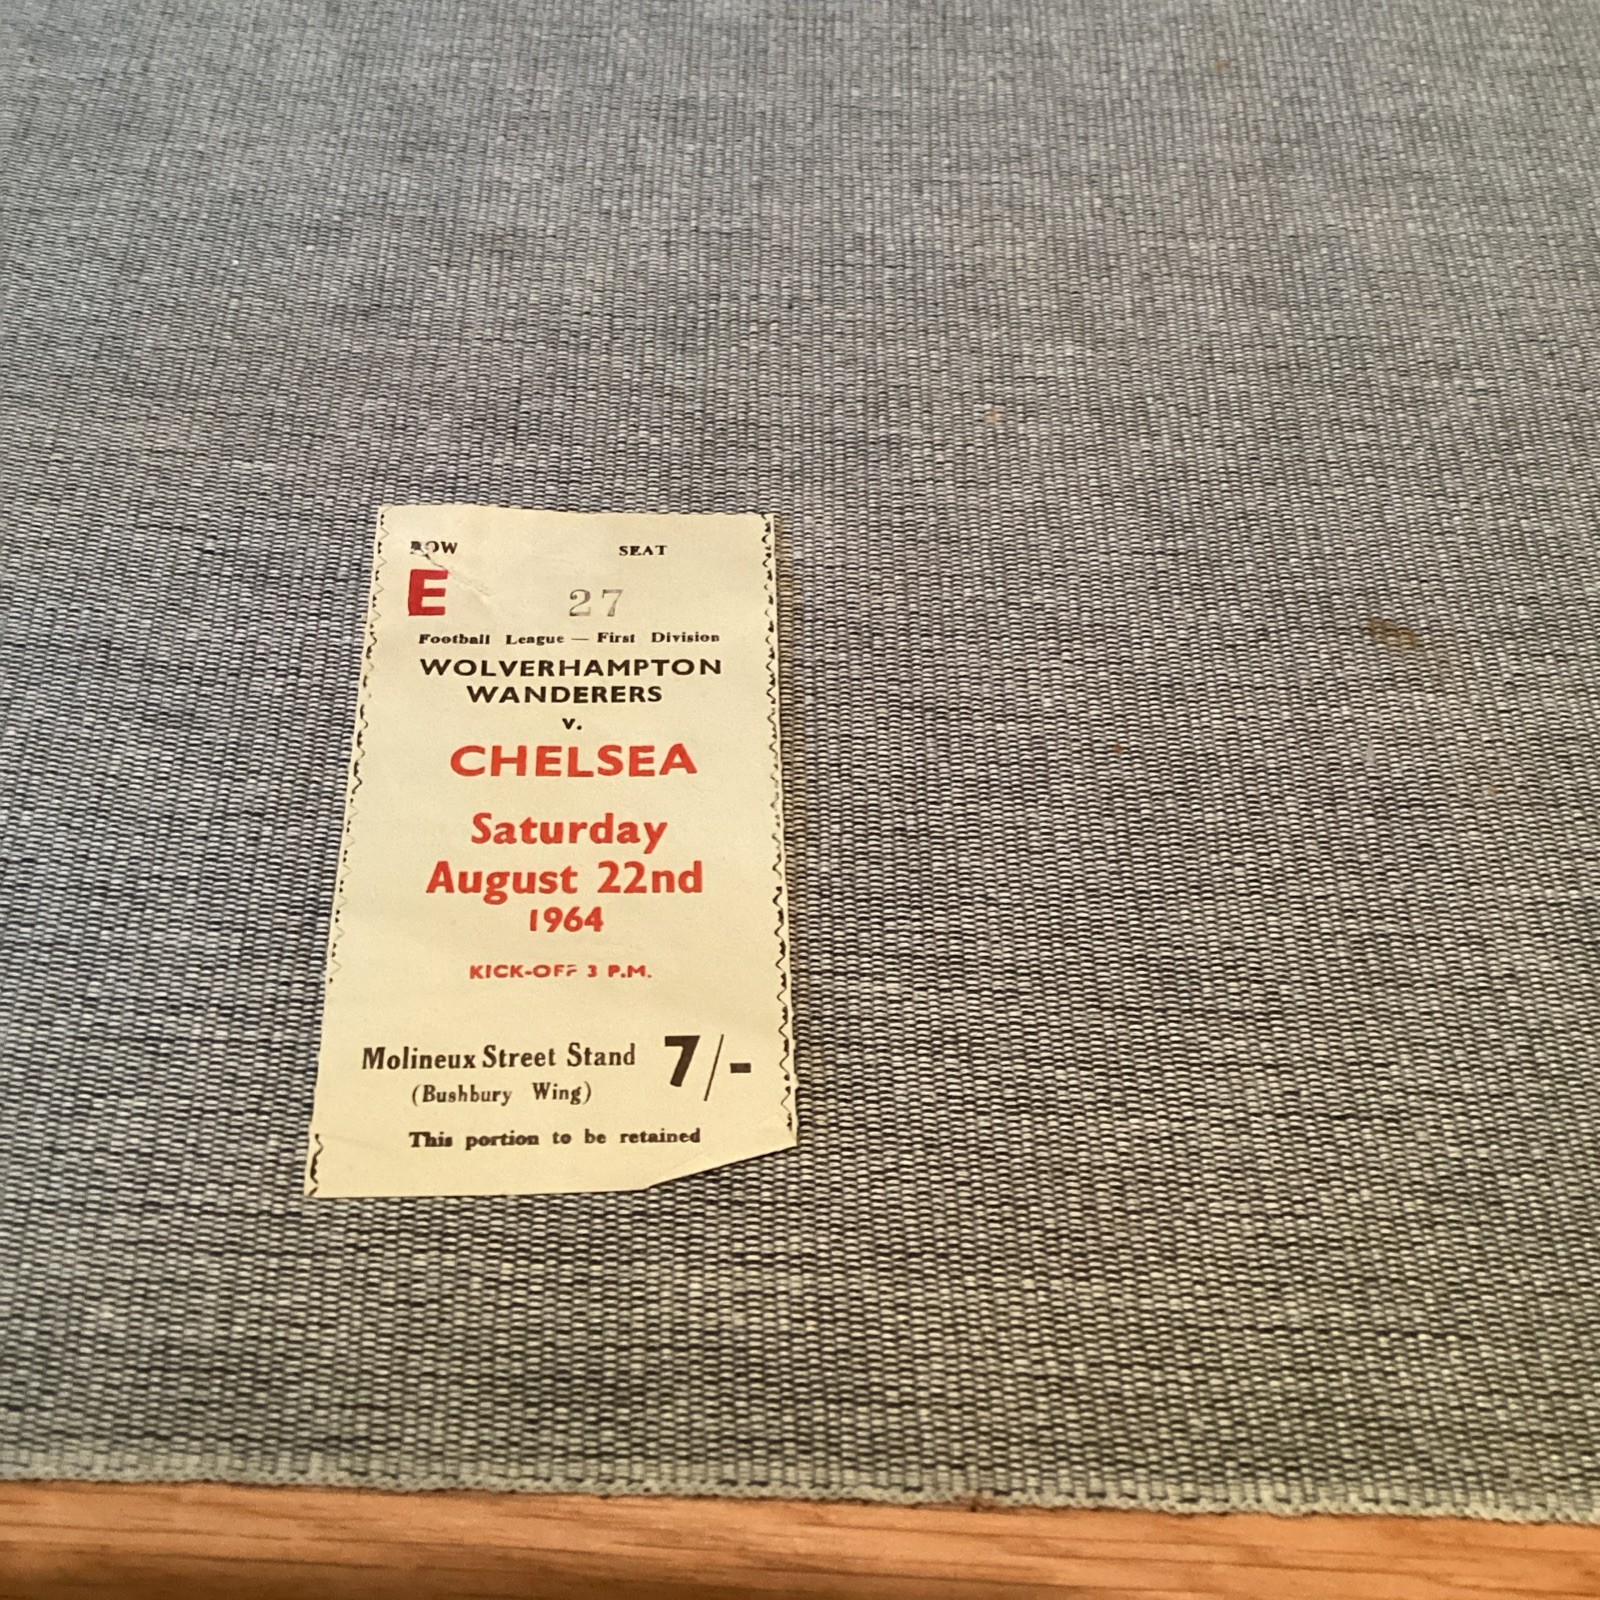 ROW SEAT
E 27
Football League — First Division
WOLVERHAMPTON
WANDERERS
v.
CHELSEA
Saturday
August 22nd
1964
KICK-OFF 3 P.M.
Molineux Street Stand 7/-
(Bushbury Wing)
This portion to be retained